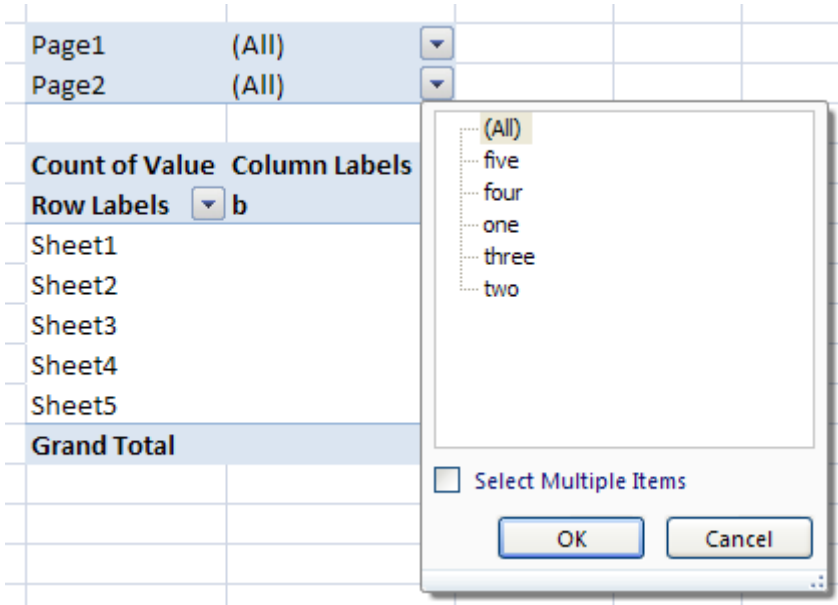 Page1 (All)
Page2 (All)
Count of Value Column Labels
Row Labels b
Sheet1
Sheet2
Sheet3
Sheet4
Sheet5
Grand Total
(All)
five
four
one
three
two
Select Multiple Items
OK Cancel